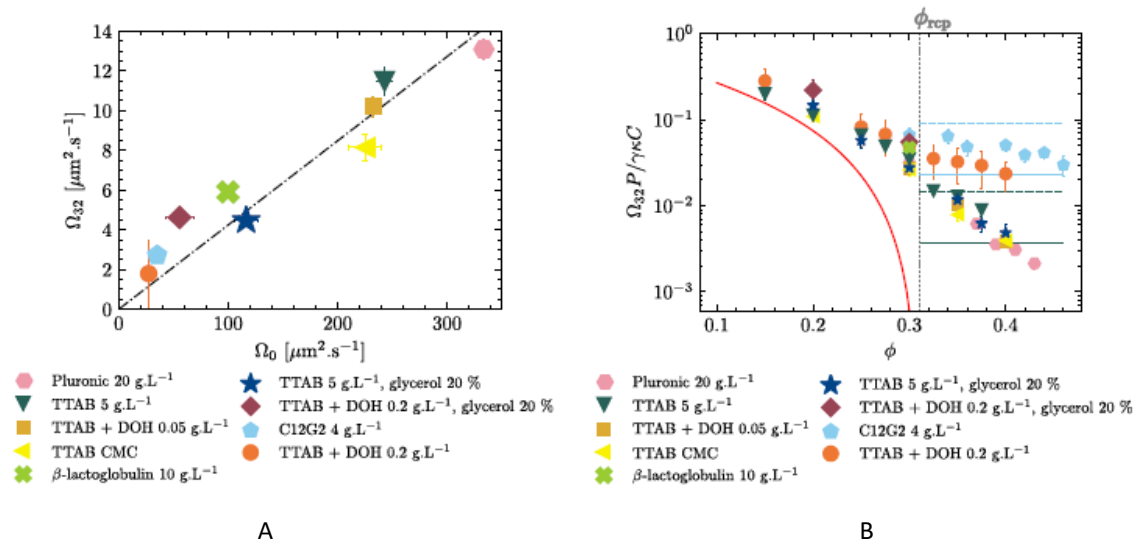 14
12
10
8
6
4
2
0
Ω₃₂ [μm².s⁻¹]
0 100 200 300
Ω₀ [μm².s⁻¹]
Pluronic 20 g.L⁻¹
TTAB 5 g.L⁻¹
TTAB + DOH 0.05 g.L⁻¹
TTAB CMC
β-lactoglobulin 10 g.L⁻¹
TTAB 5 g.L⁻¹, glycerol 20 %
TTAB + DOH 0.2 g.L⁻¹, glycerol 20 %
C12G2 4 g.L⁻¹
TTAB + DOH 0.2 g.L⁻¹
A
ϕrcp
10⁰
10⁻¹
10⁻²
10⁻³
Ω₃₂P/γκC
0.1 0.2 0.3 0.4
ϕ
Pluronic 20 g.L⁻¹
TTAB 5 g.L⁻¹
TTAB + DOH 0.05 g.L⁻¹
TTAB CMC
β-lactoglobulin 10 g.L⁻¹
TTAB 5 g.L⁻¹, glycerol 20 %
TTAB + DOH 0.2 g.L⁻¹, glycerol 20 %
C12G2 4 g.L⁻¹
TTAB + DOH 0.2 g.L⁻¹
B